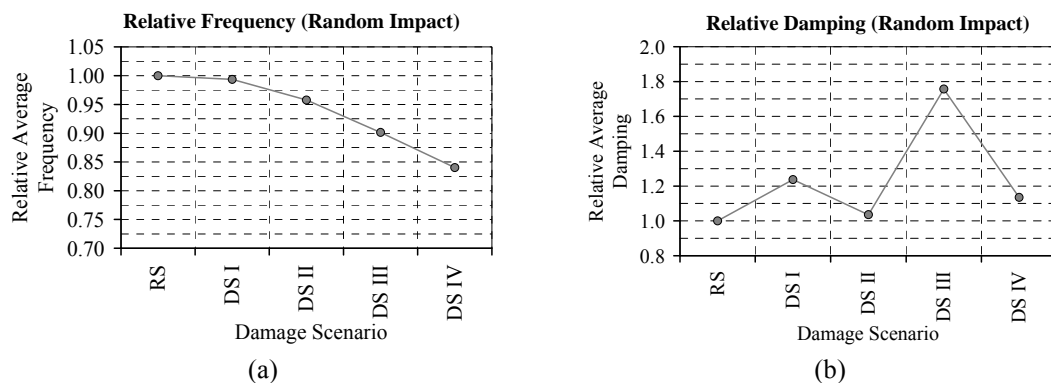 Relative Frequency (Random Impact)
1.05
1.00
0.95
0.90
0.85
0.80
0.75
0.70
Relative Average
Frequency
RS
DS I
DS II
DS III
DS IV
Damage Scenario
(a)
Relative Damping (Random Impact)
2.0
1.8
1.6
1.4
1.2
1.0
0.8
Relative Average
Damping
RS
DS I
DS II
DS III
DS IV
Damage Scenario
(b)